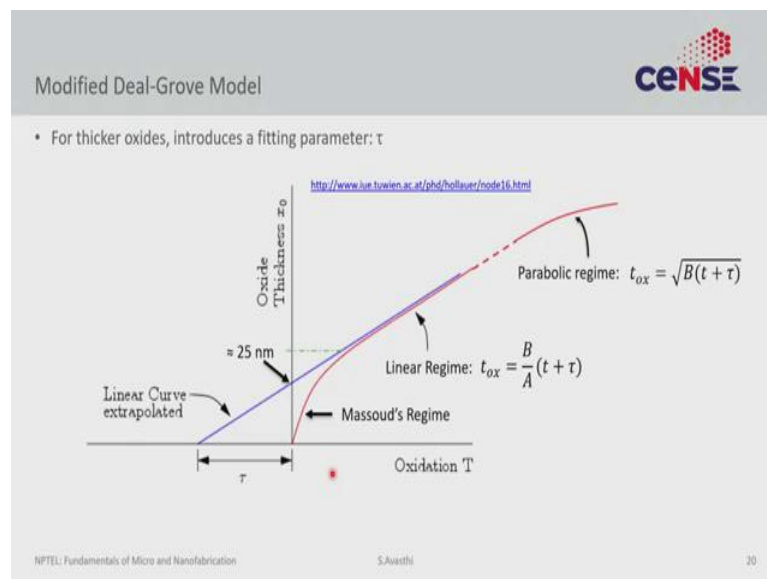 Modified Deal-Grove Model
CeNSE
• For thicker oxides, introduces a fitting parameter: τ
http://www.iue.tuwien.ac.at/phd/hollauer/node16.html
Oxide
Thickness x₀
Parabolic regime: t_ox = √B(t + τ)
≈ 25 nm
Linear Regime: t_ox = B/A (t + τ)
Linear Curve
extrapolated
Massoud's Regime
Oxidation T
τ
NPTEL: Fundamentals of Micro and Nanofabrication
S.Avasthi
20